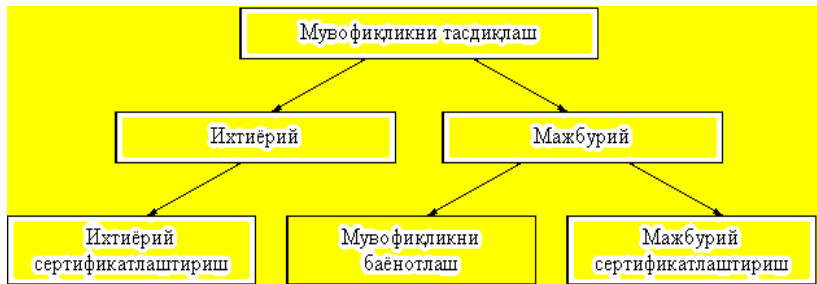 Мувофиқликни тасдиқлаш
Ихтиёрий
Мажбурий
Ихтиёрий
сертификатлаштириш
Мувофиқликни
баёнотлаш
Мажбурий
сертификатлаштириш